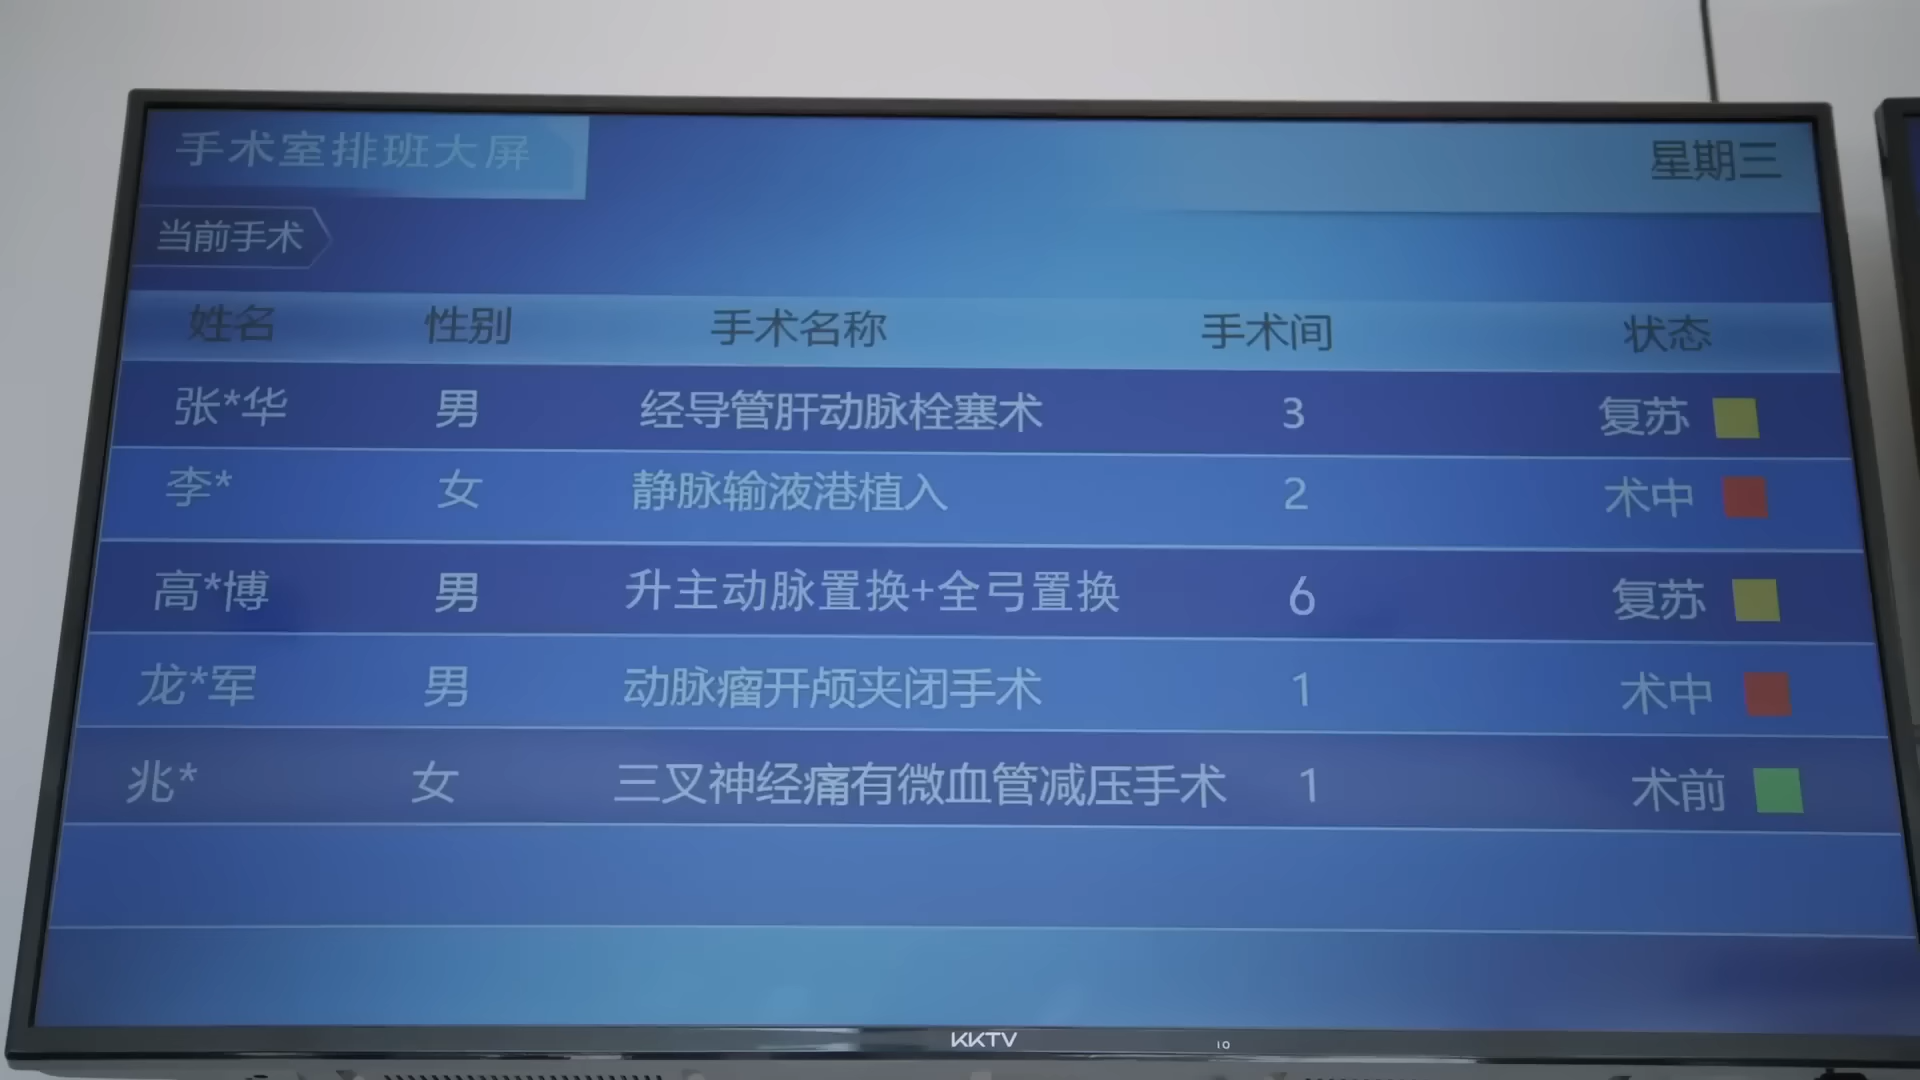 手术室排班大屏 星期三
当前手术
姓名 性别 手术名称 手术间 状态
张*华 男 经导管肝动脉栓塞术 3 复苏
李* 女 静脉输液港植入 2 术中
高*博 男 升主动脉置换+全弓置换 6 复苏
龙*军 男 动脉瘤开颅夹闭手术 1 术中
兆* 女 三叉神经痛有微血管减压手术 1 术前
KKTV